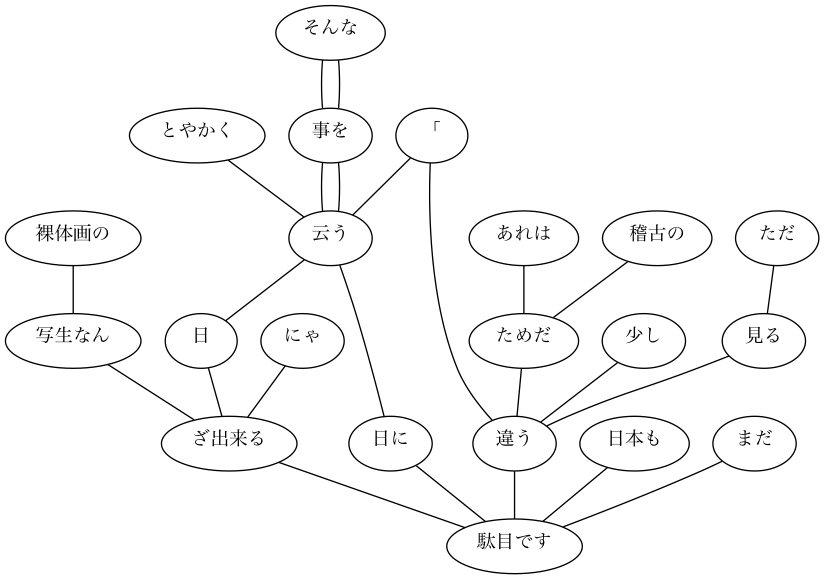 そんな
とやかく 事を 「
裸体画の 云う あれは 稽古の ただ
写生なん 日 にゃ ためだ 少し 見る
ざ出来る 日に 違う 日本も まだ
駄目です